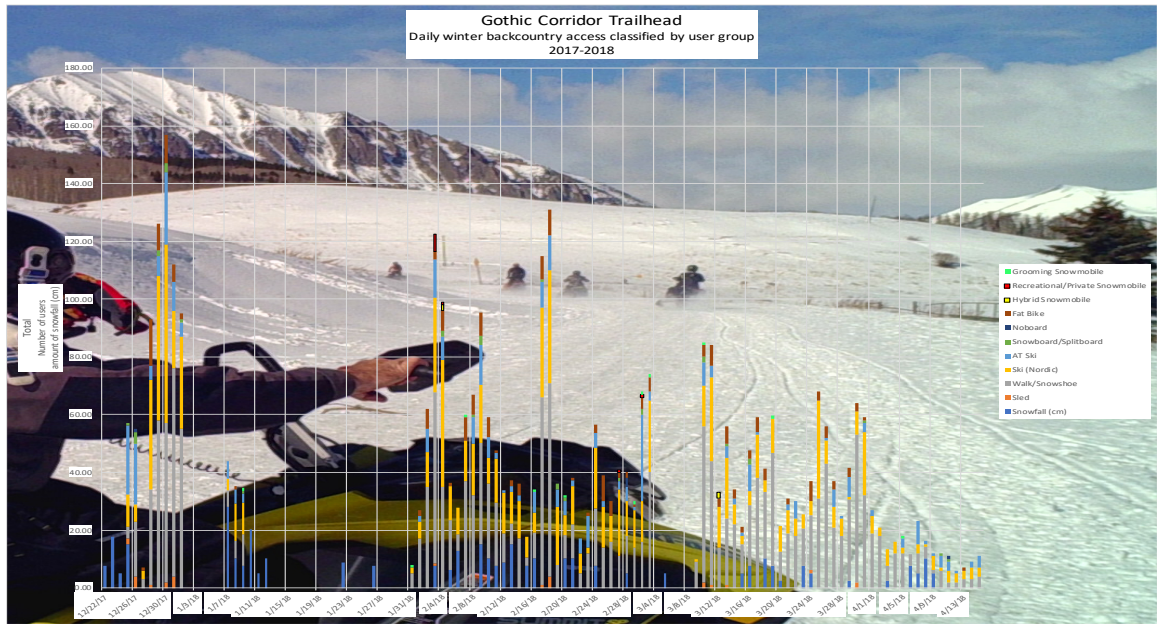 Gothic Corridor Trailhead
Daily winter backcountry access classified by user group
2017-2018
180.00
160.00
140.00
120.00
100.00
80.00
60.00
40.00
20.00
0.00
Total
Number of users
amount of snowfall (cm)
Grooming Snowmobile
Recreational/Private Snowmobile
Hybrid Snowmobile
Fat Bike
Noboard
Snowboard/Splitboard
AT Ski
Ski (Nordic)
Walk/Snowshoe
Sled
Snowfall (cm)
12/22/17
12/26/17
12/30/17
1/3/18
1/7/18
1/11/18
1/15/18
1/19/18
1/23/18
1/27/18
1/31/18
2/4/18
2/8/18
2/12/18
2/16/18
2/20/18
2/24/18
2/28/18
3/4/18
3/8/18
3/12/18
3/16/18
3/20/18
3/24/18
3/28/18
4/1/18
4/5/18
4/9/18
4/13/18
SUMMIT